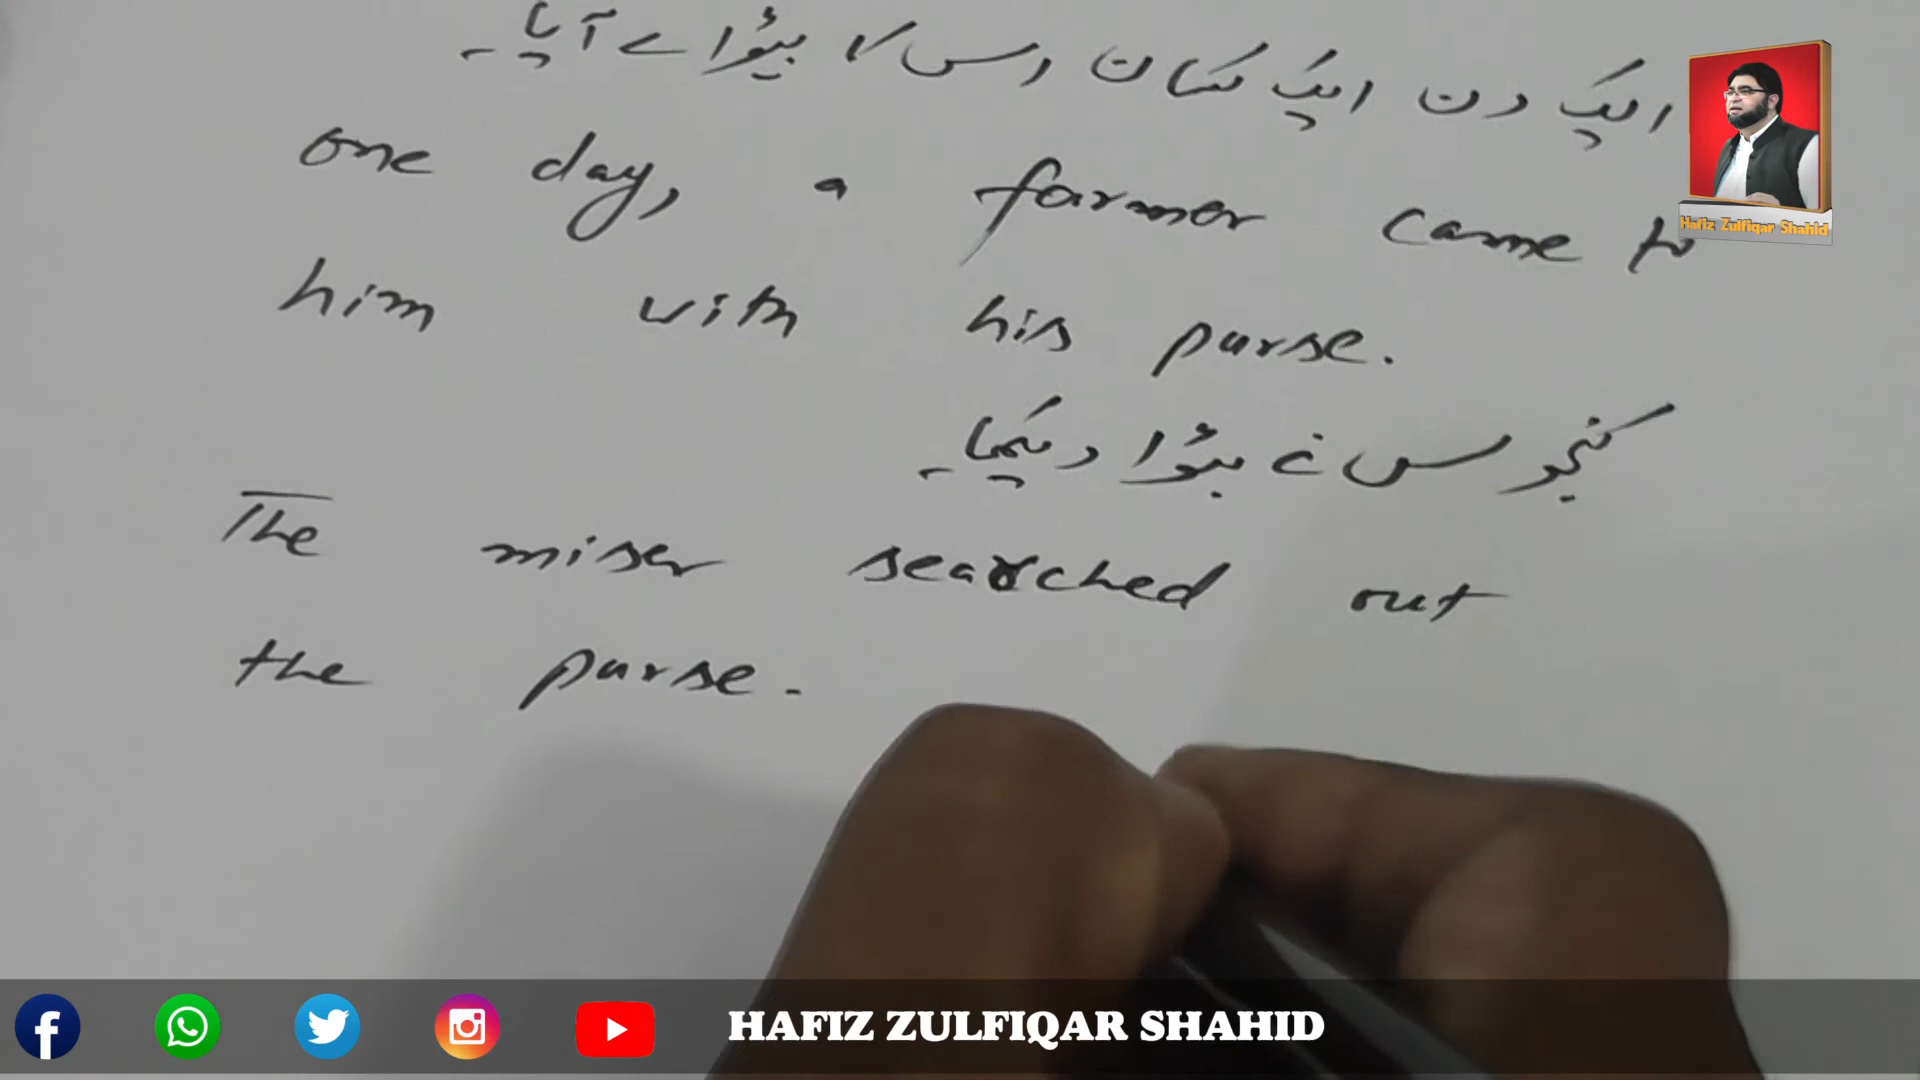 ایک دن ایک کسان اس کا بٹوا لے آیا۔
one day, a farmer came to
him with his purse.
کنجوس نے بٹوا دیکھا۔
The miser searched out
the purse.
Hafiz Zulfiqar Shahid
HAFIZ ZULFIQAR SHAHID